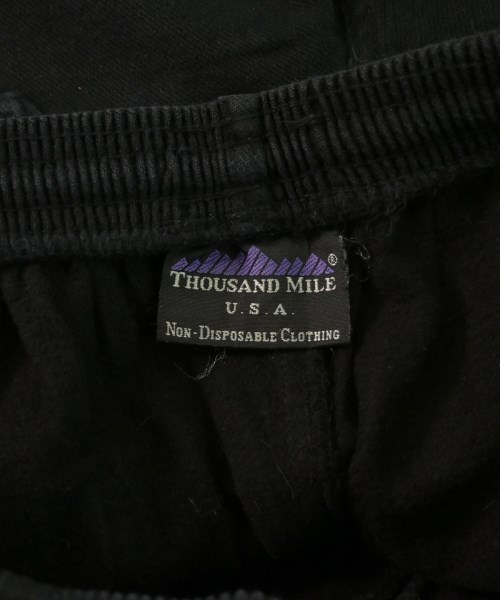 ®
THOUSAND MILE
U.S.A.
NON-DISPOSABLE CLOTHING